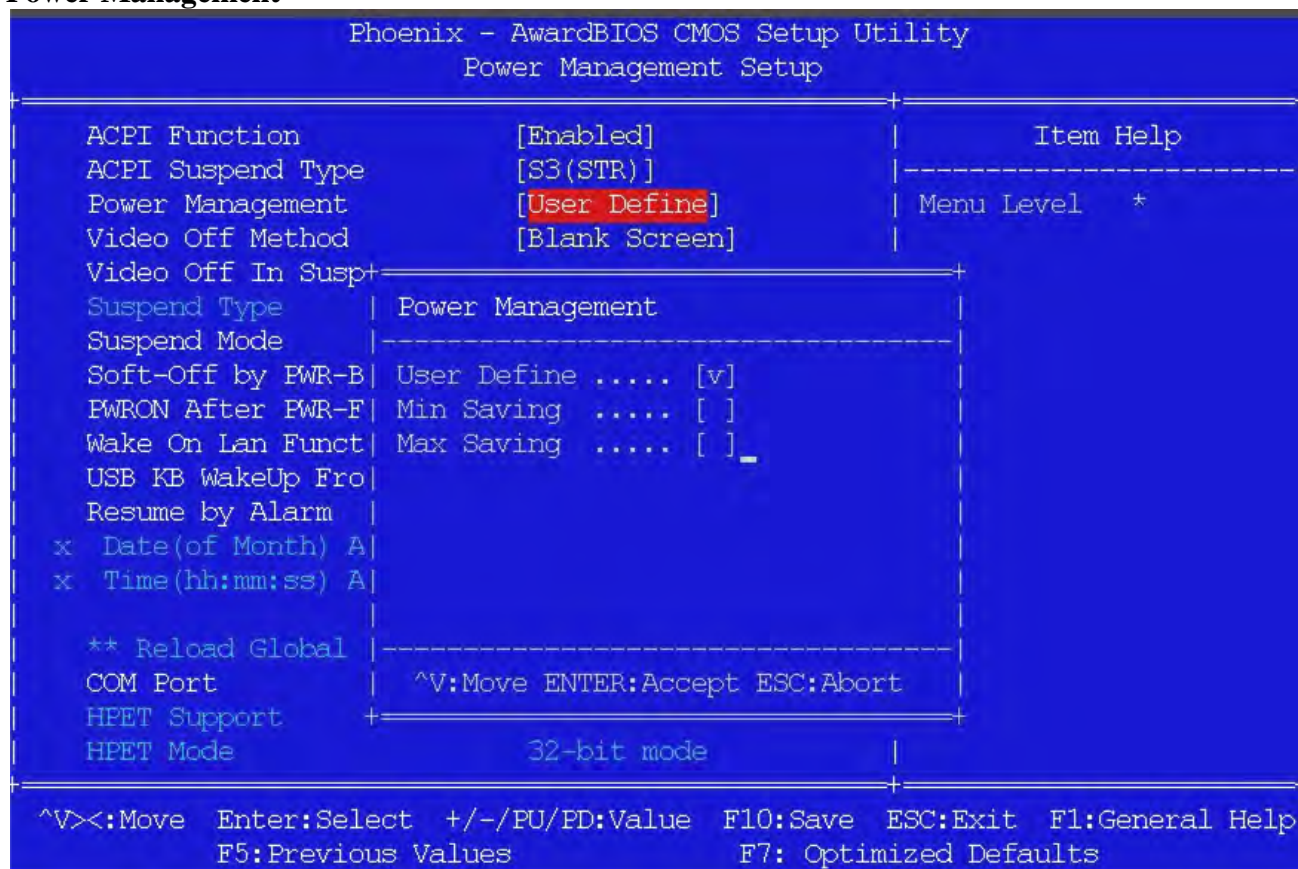 Phoenix - AwardBIOS CMOS Setup Utility
Power Management Setup
ACPI Function [Enabled] Item Help
ACPI Suspend Type [S3(STR)]
Power Management [User Define] Menu Level *
Video Off Method [Blank Screen]
Video Off In Susp
Suspend Type Power Management
Suspend Mode
Soft-Off by PWR-B User Define ..... [v]
PWRON After PWR-F Min Saving ..... [ ]
Wake On Lan Funct Max Saving ..... [ ]
USB KB WakeUp Fro
Resume by Alarm
x Date(of Month) A
x Time(hh:mm:ss) A
** Reload Global
COM Port ^V:Move ENTER:Accept ESC:Abort
HPET Support
HPET Mode 32-bit mode
^V><:Move Enter:Select +/-/PU/PD:Value F10:Save ESC:Exit F1:General Help
F5:Previous Values F7: Optimized Defaults